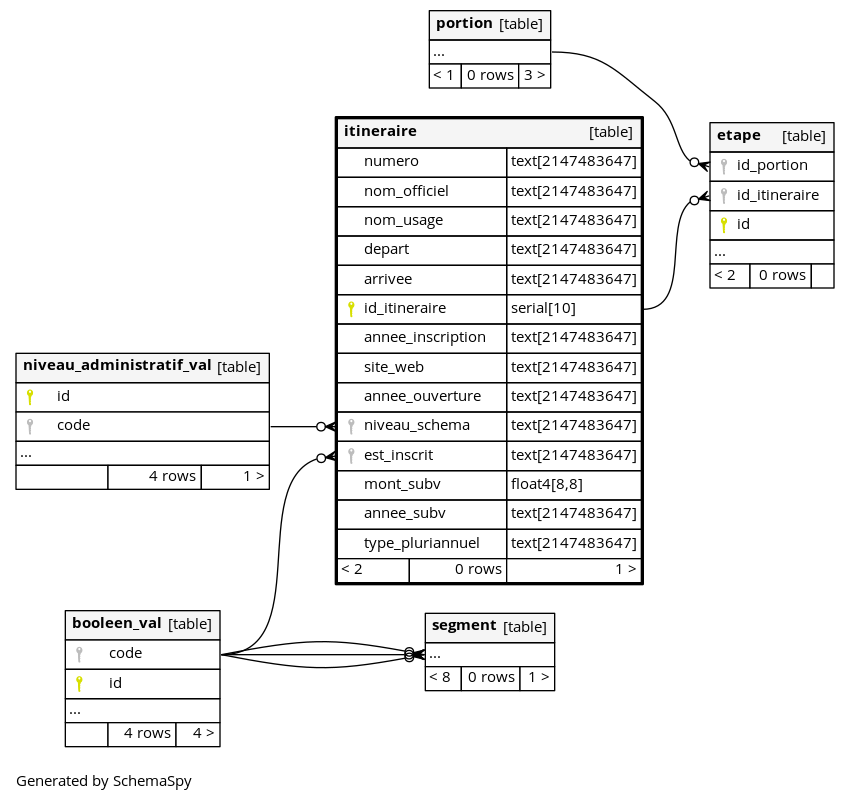 portion [table]
...
< 1 0 rows 3 >
itineraire [table]
numero text[2147483647]
nom_officiel text[2147483647]
nom_usage text[2147483647]
depart text[2147483647]
arrivee text[2147483647]
id_itineraire serial[10]
annee_inscription text[2147483647]
site_web text[2147483647]
annee_ouverture text[2147483647]
niveau_schema text[2147483647]
est_inscrit text[2147483647]
mont_subv float4[8,8]
annee_subv text[2147483647]
type_pluriannuel text[2147483647]
< 2 0 rows 1 >
etape [table]
id_portion
id_itineraire
id
...
< 2 0 rows
niveau_administratif_val [table]
id
code
...
4 rows 1 >
booleen_val [table]
code
id
...
4 rows 4 >
segment [table]
...
< 8 0 rows 1 >
Generated by SchemaSpy